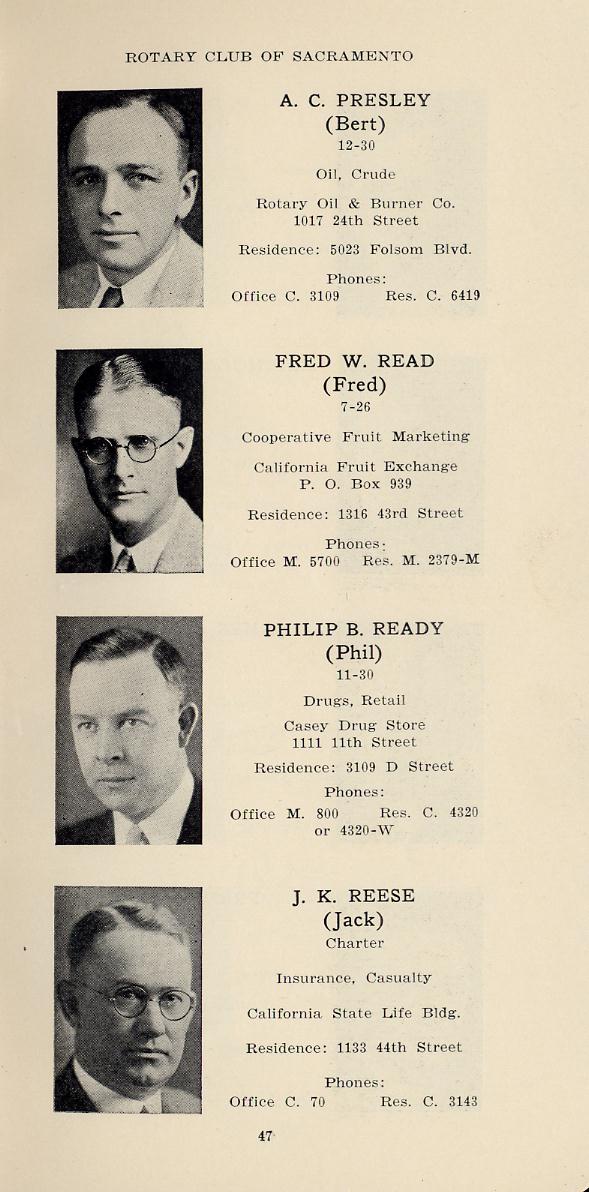 ROTARY CLUB OF SACRAMENTO
A. C. PRESLEY
(Bert)
12-30
Oil, Crude
Rotary Oil & Burner Co.
1017 24th Street
Residence: 5023 Folsom Blvd.
Phones:
Office C. 3109 Res. C. 6419
FRED W. READ
(Fred)
7-26
Cooperative Fruit Marketing
California Fruit Exchange
P. O. Box 939
Residence: 1316 43rd Street
Phones:
Office M. 5700 Res. M. 2379-M
PHILIP B. READY
(Phil)
11-30
Drugs, Retail
Casey Drug Store
1111 11th Street
Residence: 3109 D Street
Phones:
Office M. 800 Res. C. 4320
or 4320-W
J. K. REESE
(Jack)
Charter
Insurance, Casualty
California State Life Bldg.
Residence: 1133 44th Street
Phones:
Office C. 70 Res. C. 3143
47